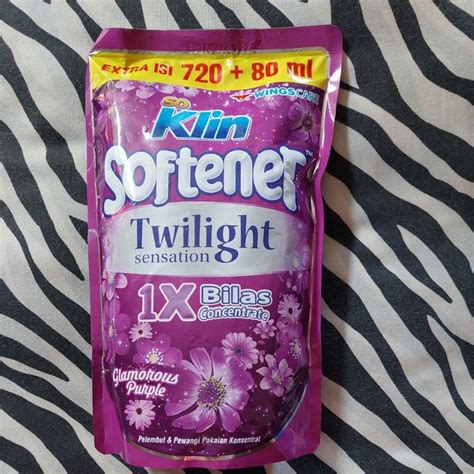 EXTRA ISI 720 + 80 ml
WINGSCARE
SO
Klin
Softener
Twilight
sensation
1X Bilas
Concentrate
Glamorous
Purple
Pelembut & Pewangi Pakaian Konsentrat